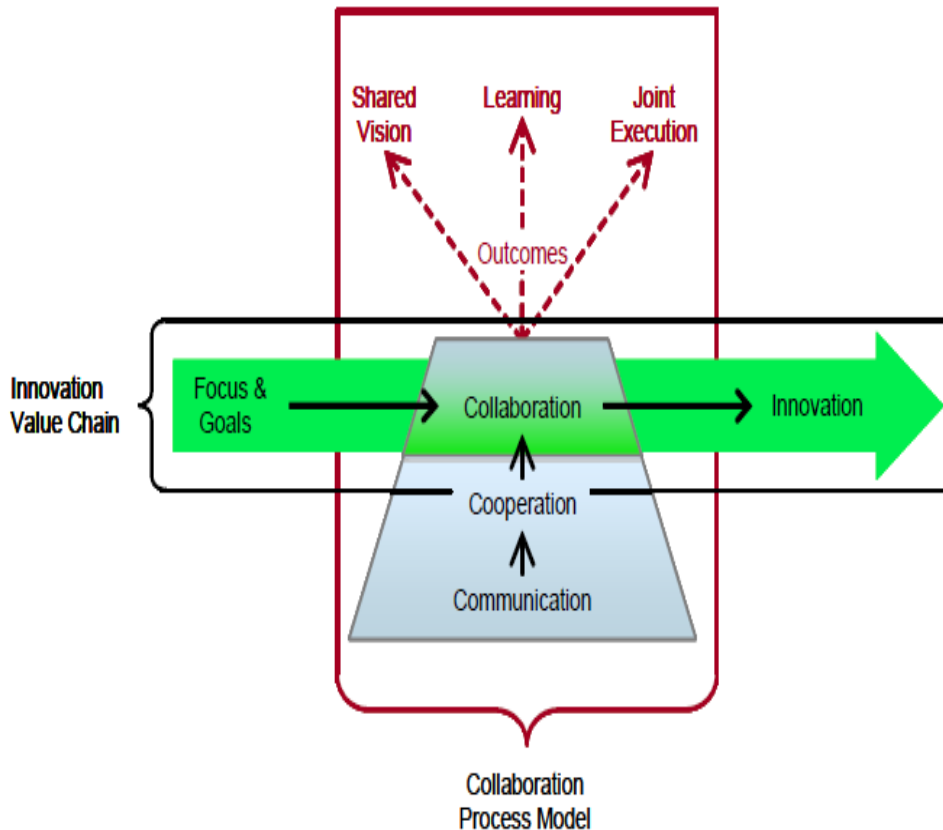 Shared
Vision
Learning
Joint
Execution
Outcomes
Innovation
Value Chain
Focus &
Goals
Collaboration
Innovation
Cooperation
Communication
Collaboration
Process Model